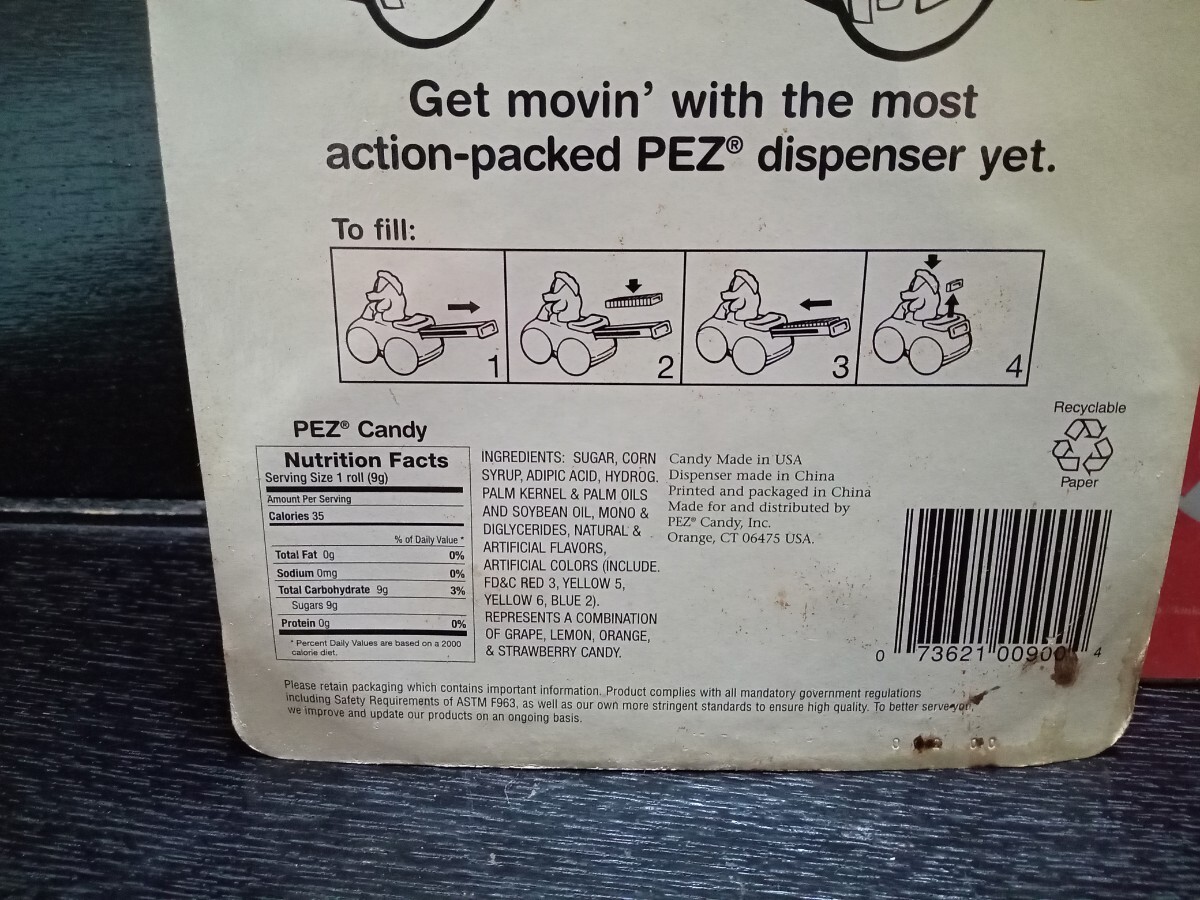 Get movin' with the most
action-packed PEZ® dispenser yet.
To fill:
1 2 3 4
Recyclable
Paper
PEZ® Candy
Nutrition Facts
Serving Size 1 roll (9g)
Amount Per Serving
Calories 35
% of Daily Value *
Total Fat 0g 0%
Sodium 0mg 0%
Total Carbohydrate 9g 3%
Sugars 9g
Protein 0g 0%
* Percent Daily Values are based on a 2000
calorie diet.
INGREDIENTS: SUGAR, CORN
SYRUP, ADIPIC ACID, HYDROG.
PALM KERNEL & PALM OILS
AND SOYBEAN OIL, MONO &
DIGLYCERIDES, NATURAL &
ARTIFICIAL FLAVORS,
ARTIFICIAL COLORS (INCLUDE.
FD&C RED 3, YELLOW 5,
YELLOW 6, BLUE 2).
REPRESENTS A COMBINATION
OF GRAPE, LEMON, ORANGE,
& STRAWBERRY CANDY.
Candy Made in USA
Dispenser made in China
Printed and packaged in China
Made for and distributed by
PEZ® Candy, Inc.
Orange, CT 06475 USA.
0 73621 00900 4
Please retain packaging which contains important information. Product complies with all mandatory government regulations
including Safety Requirements of ASTM F963, as well as our own more stringent standards to ensure high quality. To better serve you,
we improve and update our products on an ongoing basis.